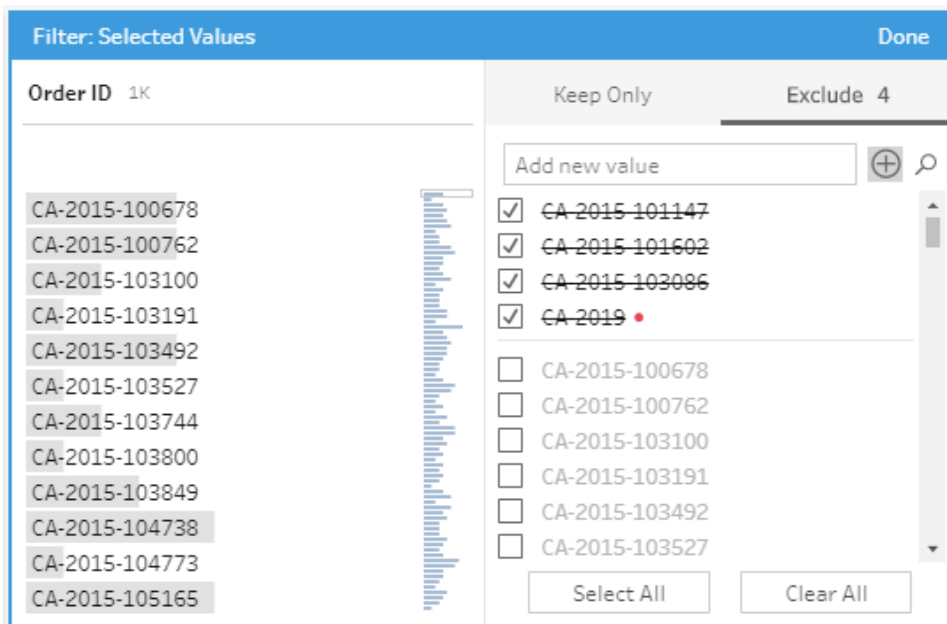 Filter: Selected Values Done
Order ID 1K
CA-2015-100678
CA-2015-100762
CA-2015-103100
CA-2015-103191
CA-2015-103492
CA-2015-103527
CA-2015-103744
CA-2015-103800
CA-2015-103849
CA-2015-104738
CA-2015-104773
CA-2015-105165
Keep Only Exclude 4
Add new value
CA-2015-101147
CA-2015-101602
CA-2015-103086
CA-2019
CA-2015-100678
CA-2015-100762
CA-2015-103100
CA-2015-103191
CA-2015-103492
CA-2015-103527
Select All Clear All